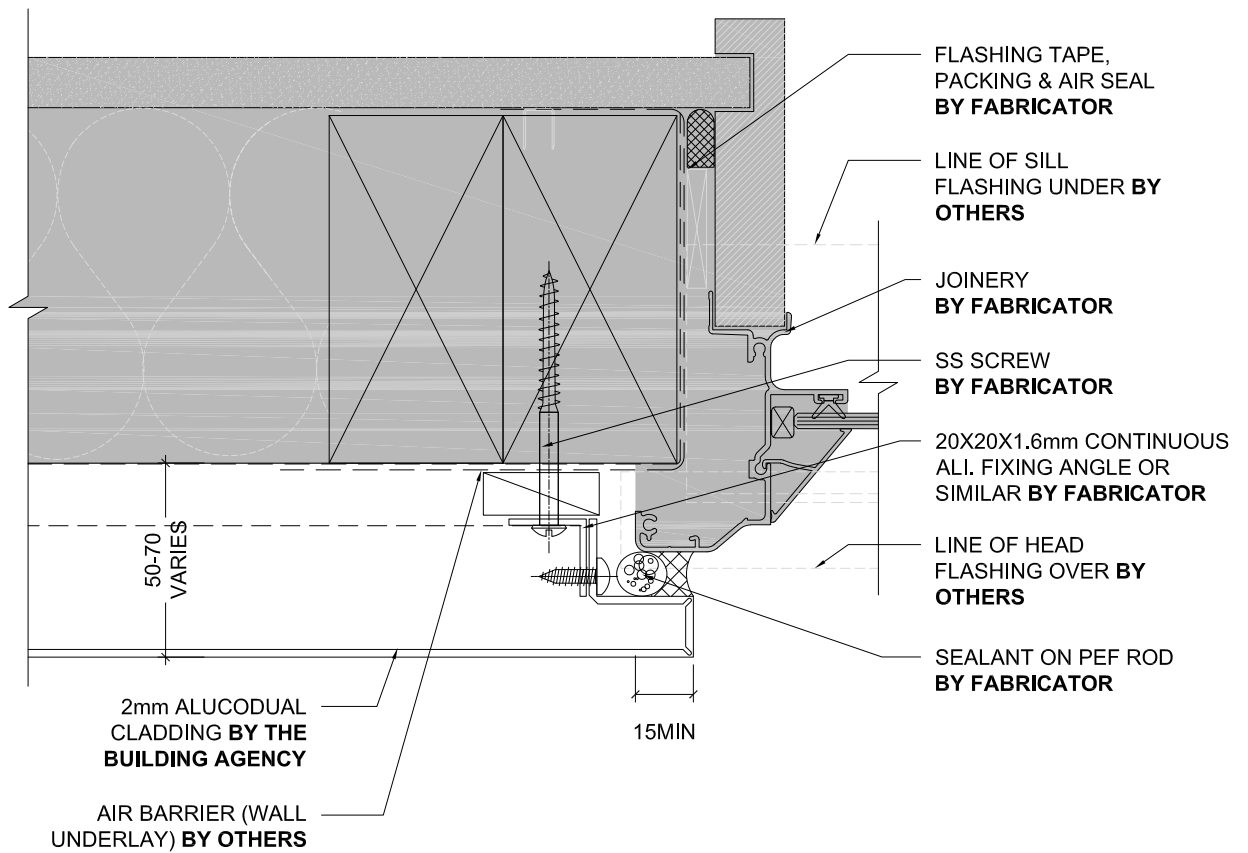 FLASHING TAPE,
PACKING & AIR SEAL
BY FABRICATOR
LINE OF SILL
FLASHING UNDER BY
OTHERS
JOINERY
BY FABRICATOR
SS SCREW
BY FABRICATOR
20X20X1.6mm CONTINUOUS
ALI. FIXING ANGLE OR
SIMILAR BY FABRICATOR
LINE OF HEAD
FLASHING OVER BY
OTHERS
SEALANT ON PEF ROD
BY FABRICATOR
50-70
VARIES
15MIN
2mm ALUCODUAL
CLADDING BY THE
BUILDING AGENCY
AIR BARRIER (WALL
UNDERLAY) BY OTHERS